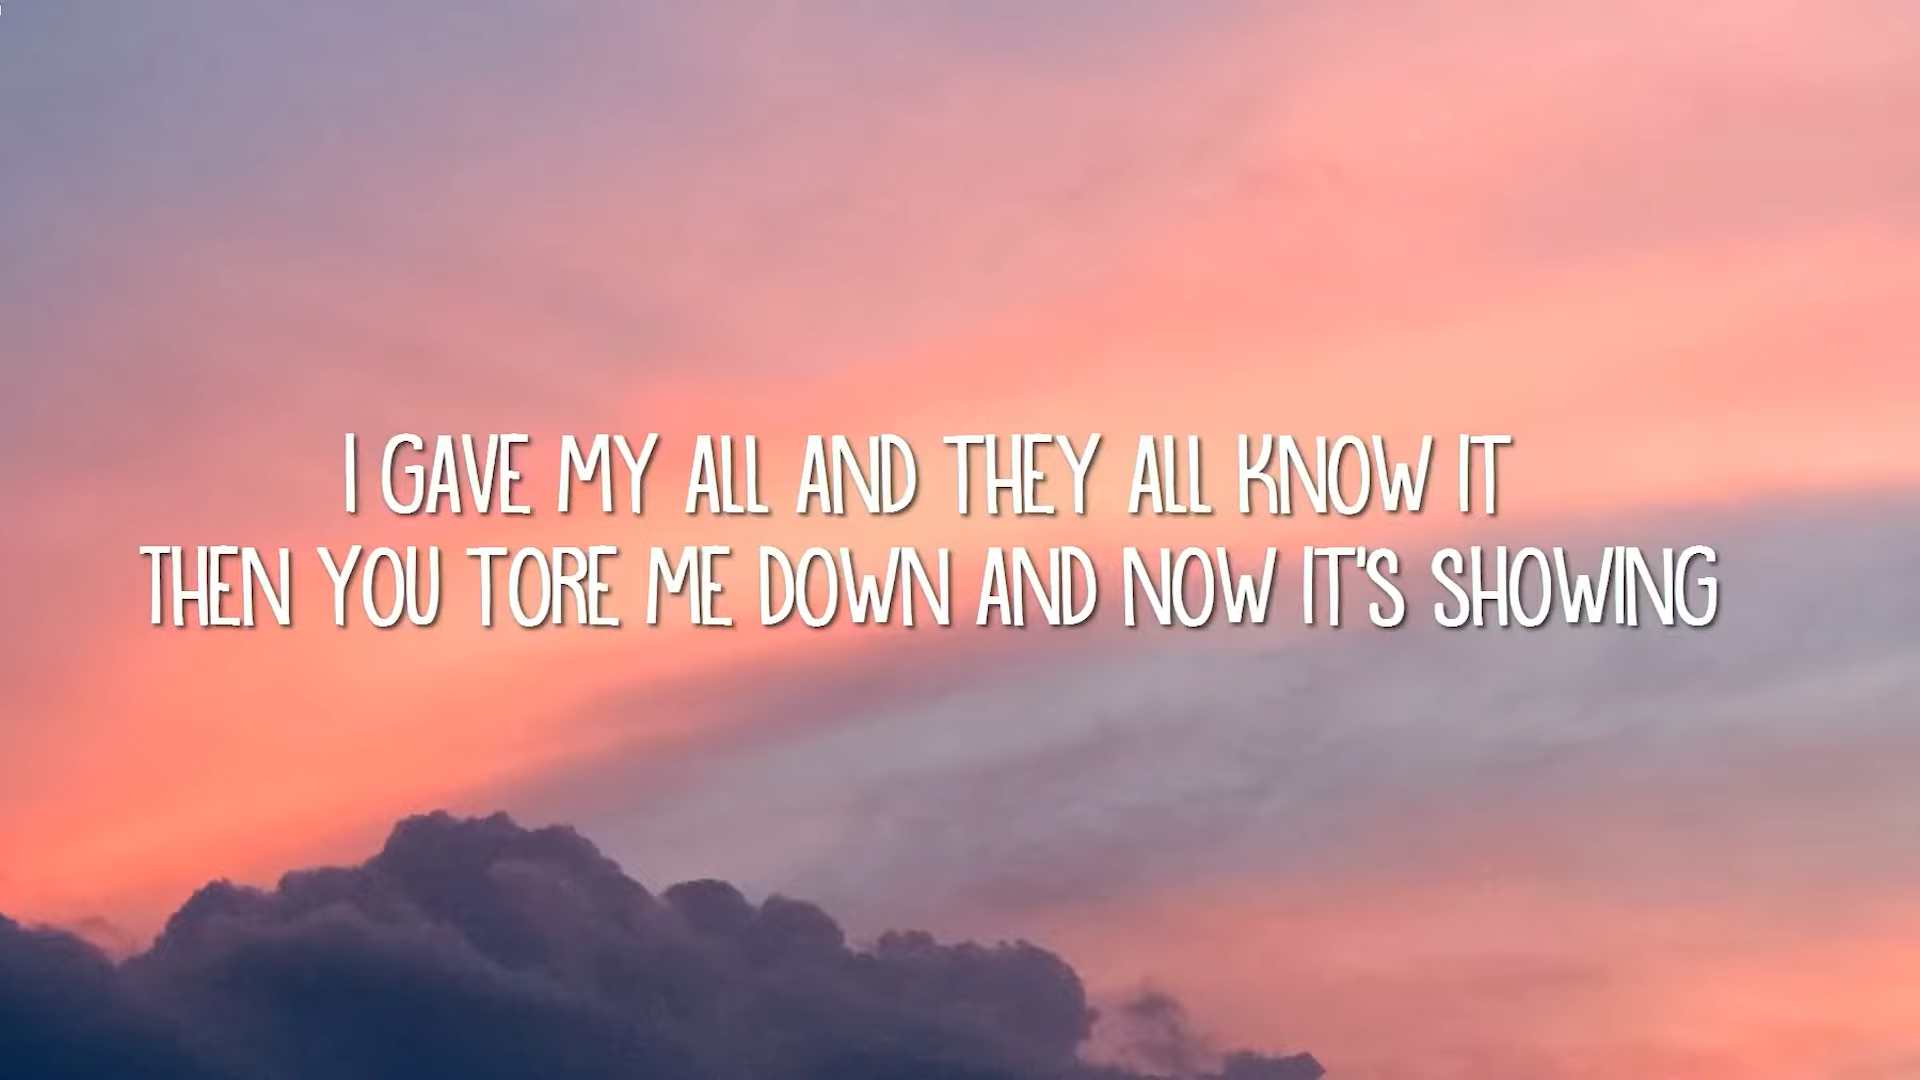 I GAVE MY ALL AND THEY ALL KNOW IT
THEN YOU TORE ME DOWN AND NOW IT'S SHOWING